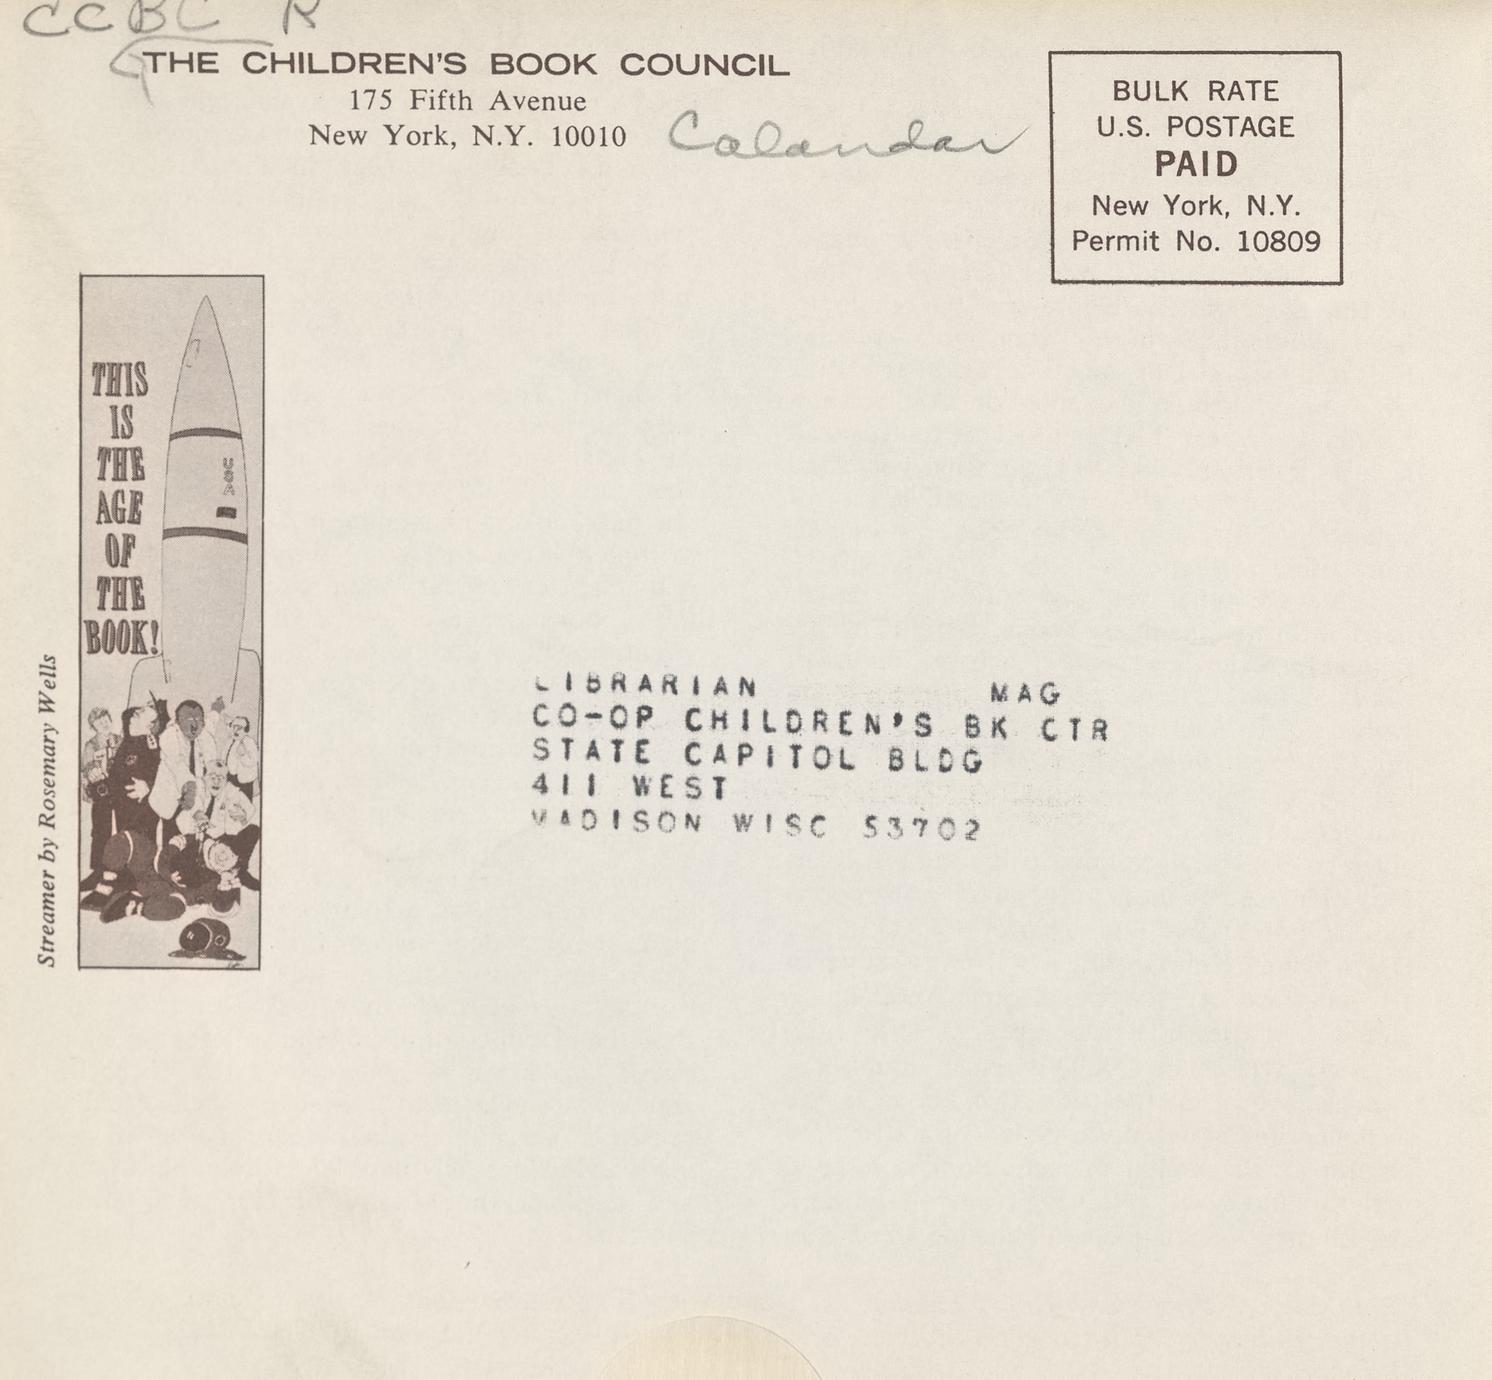 CCBC R
THE CHILDREN'S BOOK COUNCIL
175 Fifth Avenue
New York, N.Y. 10010
Calandar
BULK RATE
U.S. POSTAGE
PAID
New York, N.Y.
Permit No. 10809
THIS
IS
THE
AGE
OF
THE
BOOK!
USA
Streamer by Rosemary Wells
LIBRARIAN MAG
CO-OP CHILDREN'S BK CTR
STATE CAPITOL BLDG
411 WEST
MADISON WISC 53702